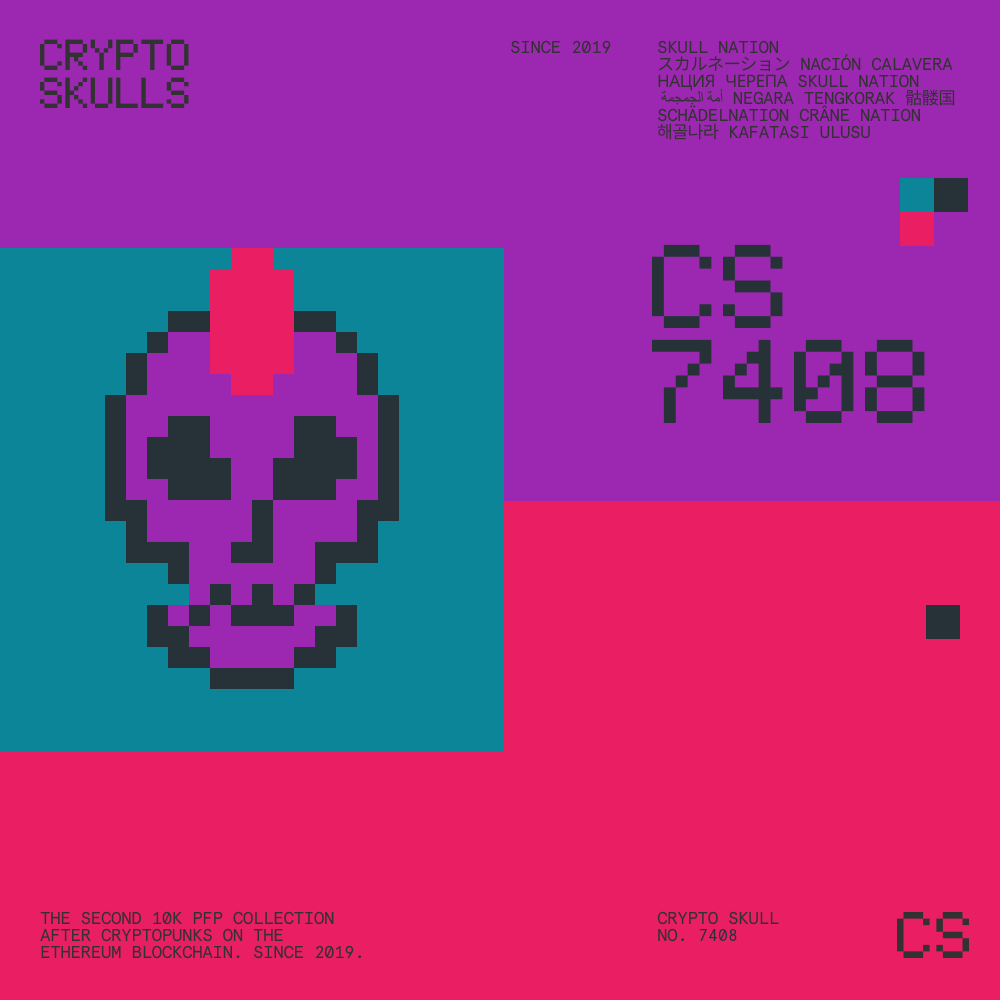 CRYPTO
SKULLS
SINCE 2019
SKULL NATION
スカルネーション NACIÓN CALAVERA
НАЦИЯ ЧЕРЕПА SKULL NATION
أمة الجمجمة NEGARA TENGKORAK 骷髅国
SCHÄDELNATION CRÂNE NATION
해골나라 KAFATASI ULUSU
CS
7408
THE SECOND 10K PFP COLLECTION
AFTER CRYPTOPUNKS ON THE
ETHEREUM BLOCKCHAIN. SINCE 2019.
CRYPTO SKULL
NO. 7408
CS